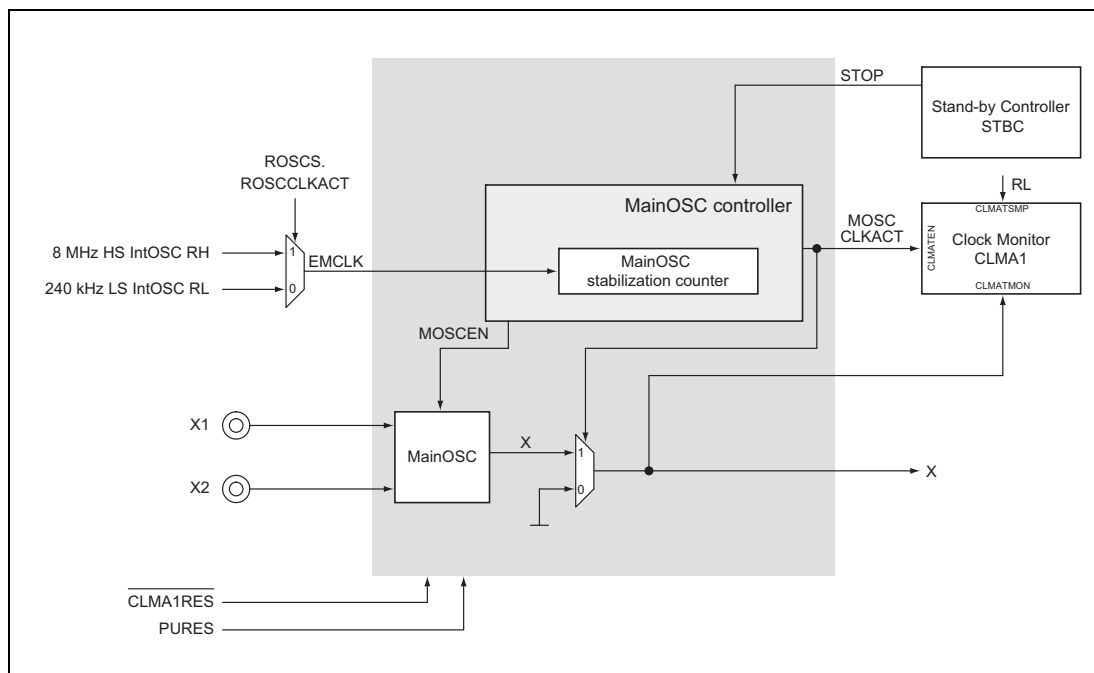 STOP
Stand-by Controller
STBC
ROSCS.
ROSCCLKACT
RL
MainOSC controller
MOSC
CLKACT
CLMATSMP
CLMATEN
Clock Monitor
CLMA1
CLMATMON
8 MHz HS IntOSC RH
1
EMCLK
MainOSC
stabilization counter
240 kHz LS IntOSC RL
0
MOSCEN
X1
MainOSC
X
1
X
X2
0
CLMA1RES
PURES